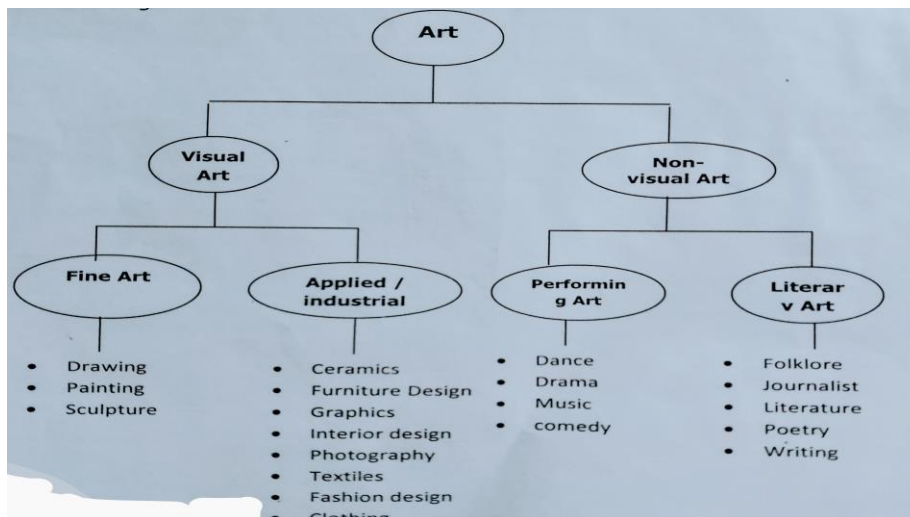 Art
Visual
Art
Non-
visual Art
Fine Art
Applied /
industrial
Performin
g Art
Literar
y Art
Drawing
Painting
Sculpture
Ceramics
Furniture Design
Graphics
Interior design
Photography
Textiles
Fashion design
Clothing
Dance
Drama
Music
comedy
Folklore
Journalist
Literature
Poetry
Writing